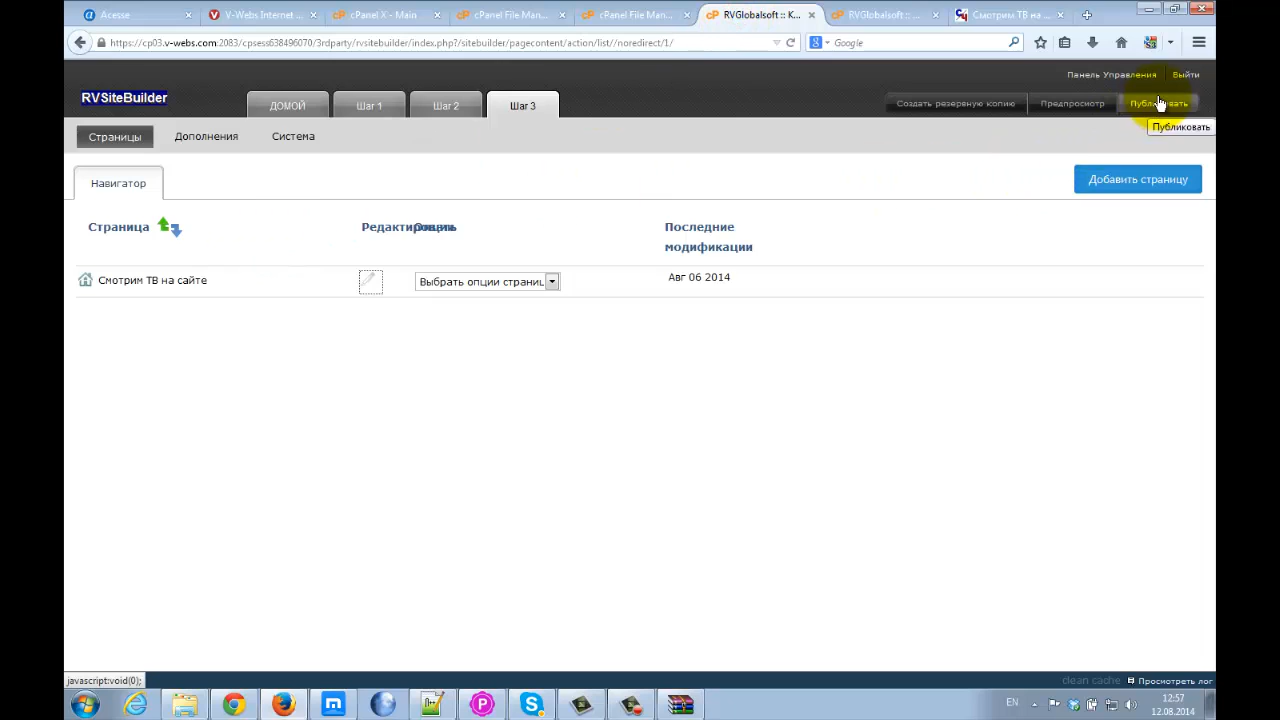 Acesse
V-Webs Internet ...
cPanel X - Main
cPanel File Man...
cPanel File Man...
RVGlobalsoft :: K...
RVGlobalsoft :: ...
Смотрим ТВ на ...
https://cp03.v-webs.com:2083/cpsess638496070/3rdparty/rvsitebuilder/index.php?/sitebuilder/pagecontent/action/list//noredirect/1/
Google
Панель Управления
Выйти
RVSiteBuilder
ДОМОЙ
Шаг 1
Шаг 2
Шаг 3
Создать резервную копию
Предпросмотр
Публиковать
Публиковать
Страницы
Дополнения
Система
Навигатор
Добавить страницу
Страница
Редактировать
Опции
Последние
модификации
Смотрим ТВ на сайте
Выбрать опции страниц
Авг 06 2014
javascript:void(0);
clean cache
Просмотреть лог
EN
12:57
12.08.2014